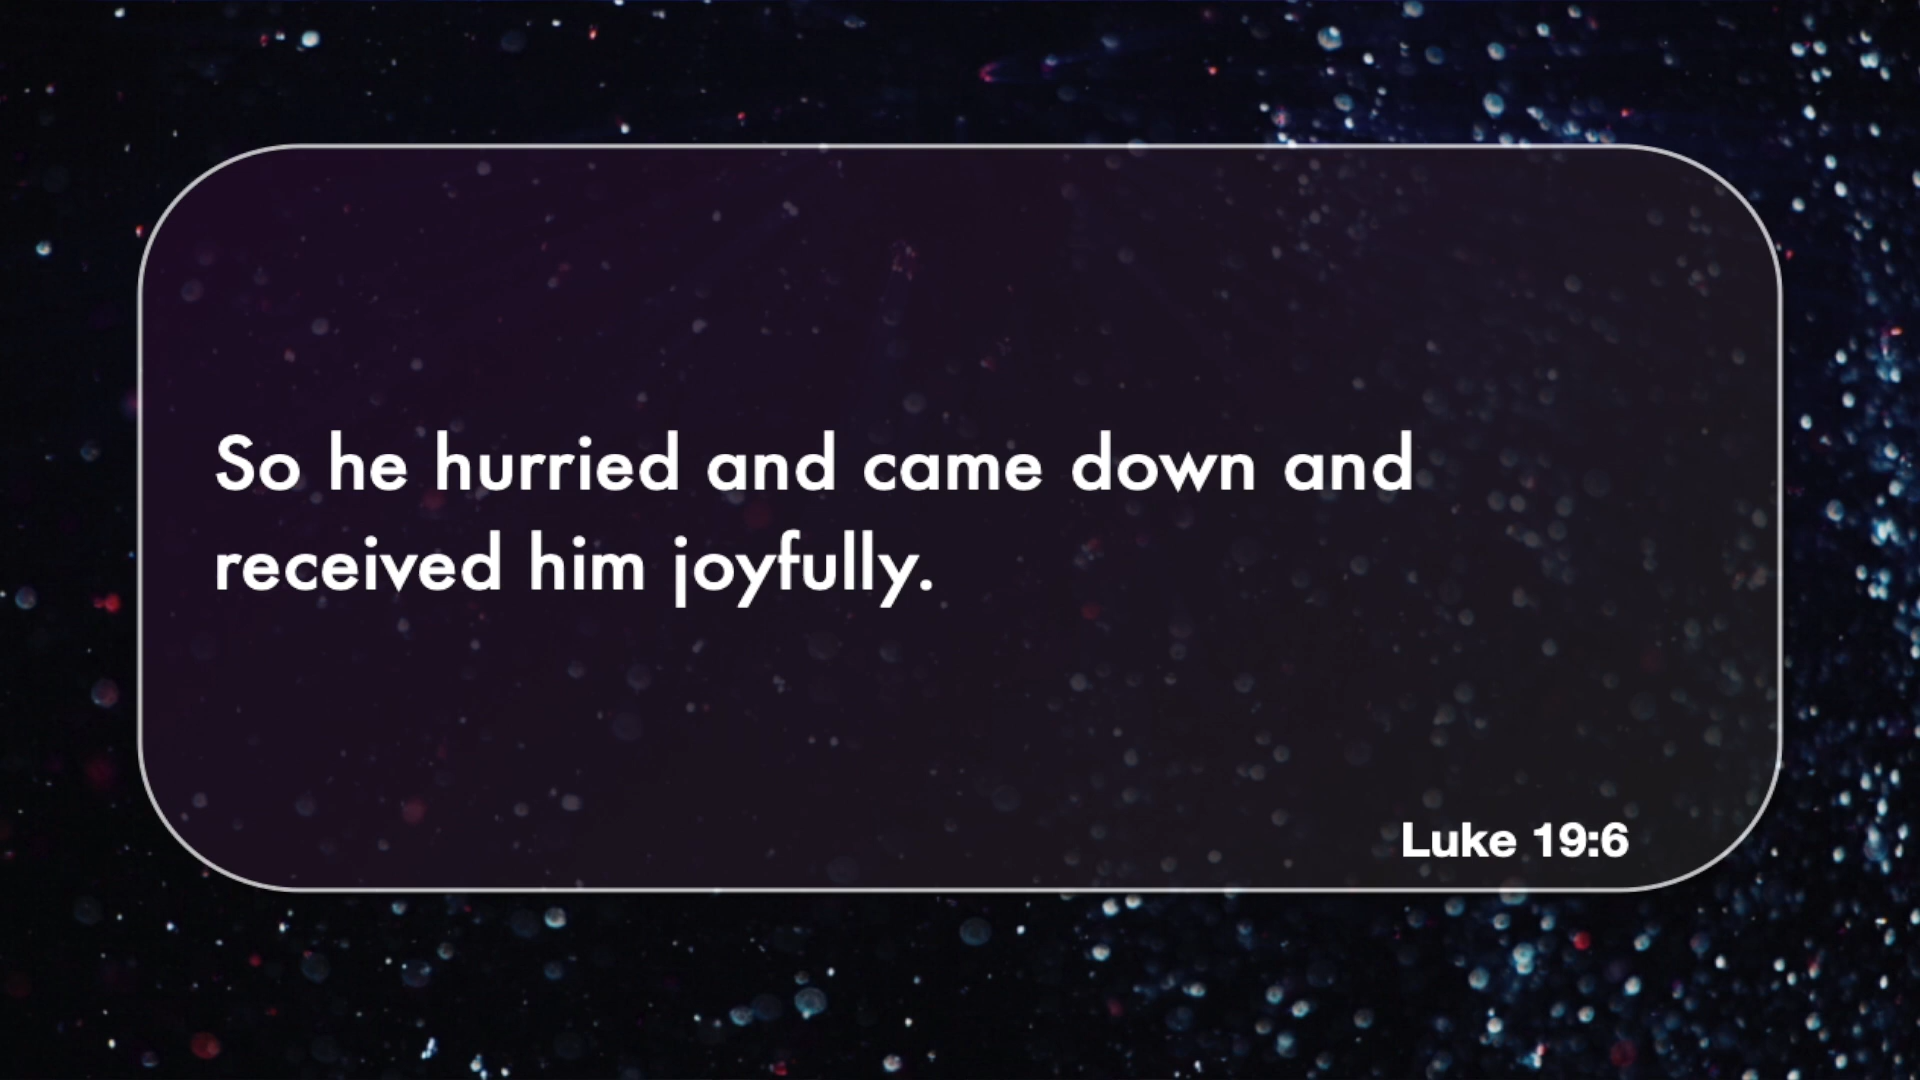 So he hurried and came down and
received him joyfully.
Luke 19:6